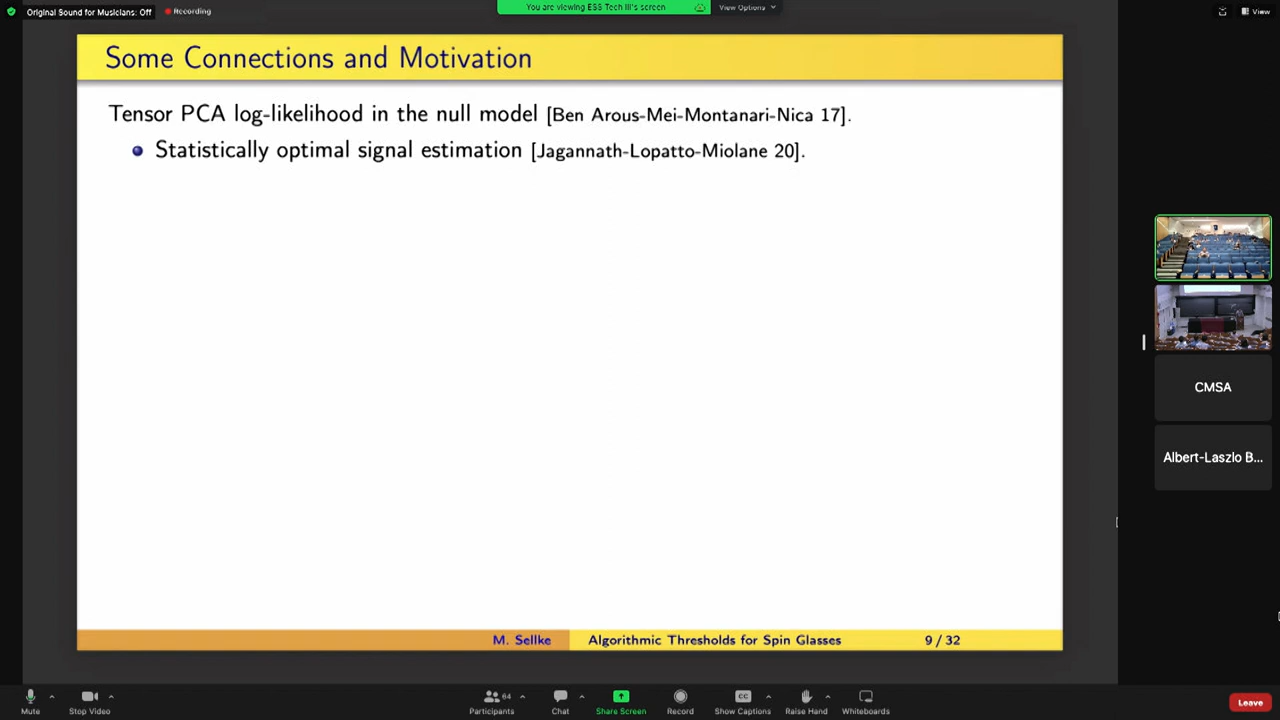 Original Sound for Musicians: Off
Recording
You are viewing ESS Tech III's screen
View Options
View
Some Connections and Motivation
Tensor PCA log-likelihood in the null model [Ben Arous-Mei-Montanari-Nica 17].
Statistically optimal signal estimation [Jagannath-Lopatto-Miolane 20].
CMSA
Albert-Laszlo B...
M. Sellke
Algorithmic Thresholds for Spin Glasses
9 / 32
Mute
Stop Video
64
Participants
Chat
Share Screen
Record
CC
Show Captions
Raise Hand
Whiteboards
Leave